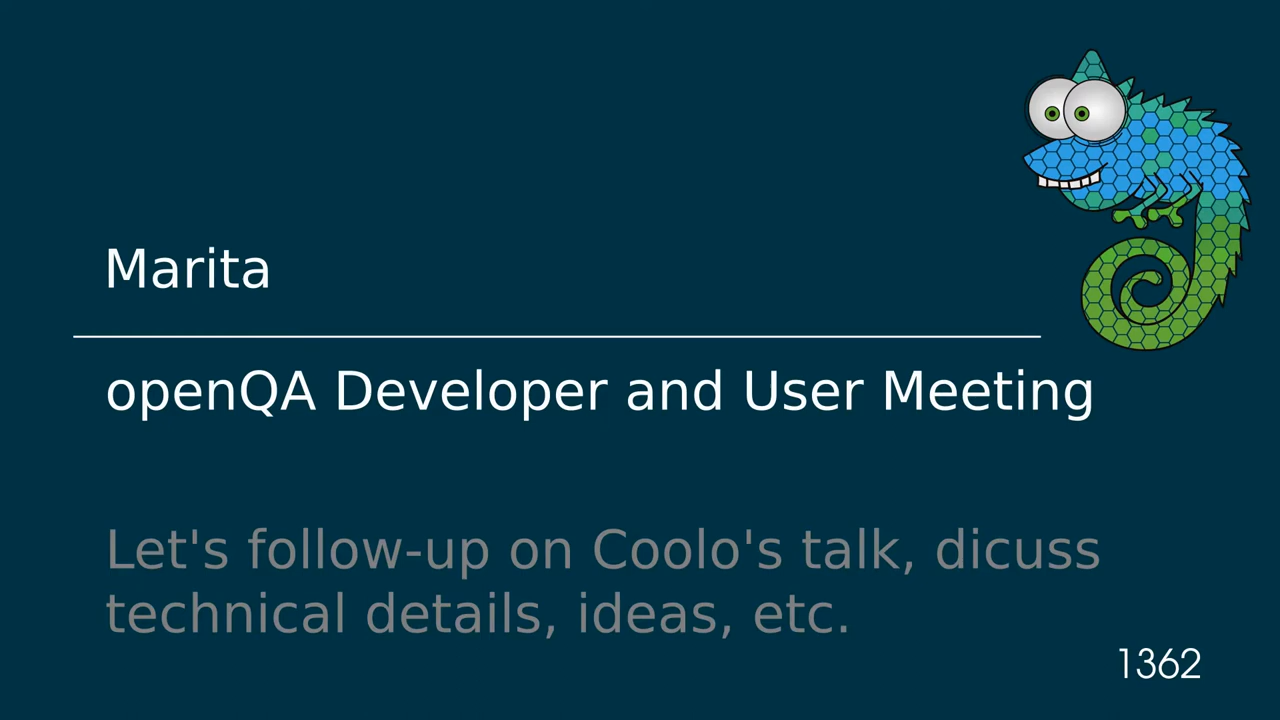 Marita
openQA Developer and User Meeting
Let's follow-up on Coolo's talk, dicuss
technical details, ideas, etc.
1362